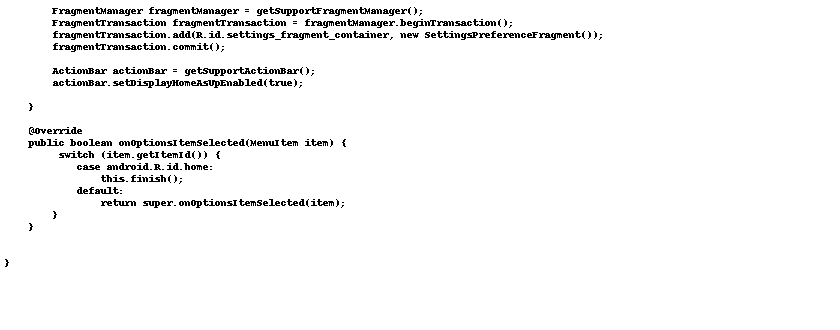 FragmentManager fragmentManager = getSupportFragmentManager();
FragmentTransaction fragmentTransaction = fragmentManager.beginTransaction();
fragmentTransaction.add(R.id.settings_fragment_container, new SettingsPreferenceFragment());
fragmentTransaction.commit();
ActionBar actionBar = getSupportActionBar();
actionBar.setDisplayHomeAsUpEnabled(true);
}
@Override
public boolean onOptionsItemSelected(MenuItem item) {
switch (item.getItemId()) {
case android.R.id.home:
this.finish();
default:
return super.onOptionsItemSelected(item);
}
}
}